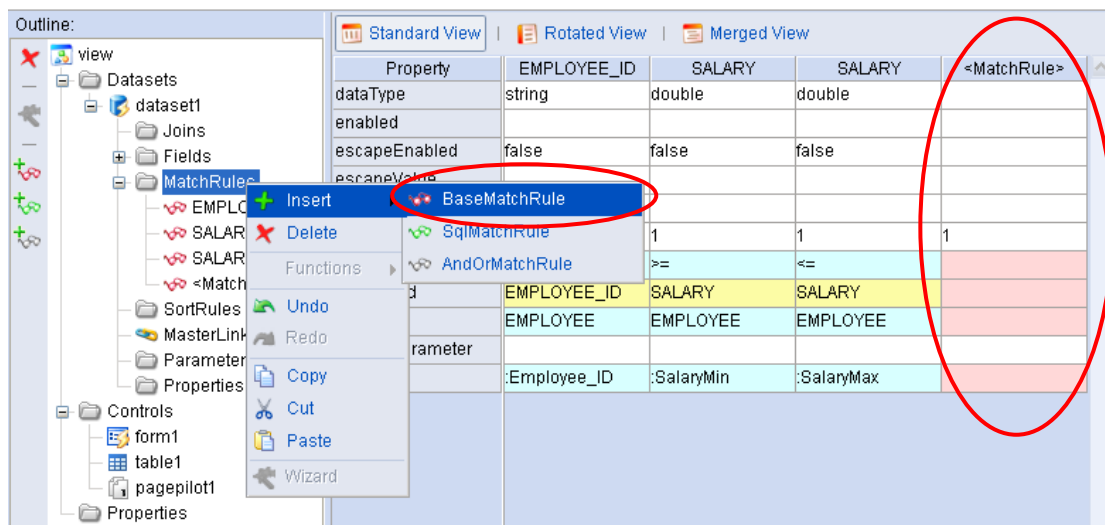 Outline:
view
Datasets
dataset1
Joins
Fields
MatchRules
EMPLO
SALAR
SALAR
<Match
SortRules
MasterLink
Parameter
Properties
Controls
form1
table1
pagepilot1
Properties
Insert
Delete
Functions
Undo
Redo
Copy
Cut
Paste
Wizard
BaseMatchRule
SqlMatchRule
AndOrMatchRule
Standard View | Rotated View | Merged View
Property EMPLOYEE_ID SALARY SALARY <MatchRule>
dataType string double double
enabled
escapeEnabled false false false
escapeValue
1 1 1
>= <=
d EMPLOYEE_ID SALARY SALARY
EMPLOYEE EMPLOYEE EMPLOYEE
rameter
:Employee_ID :SalaryMin :SalaryMax